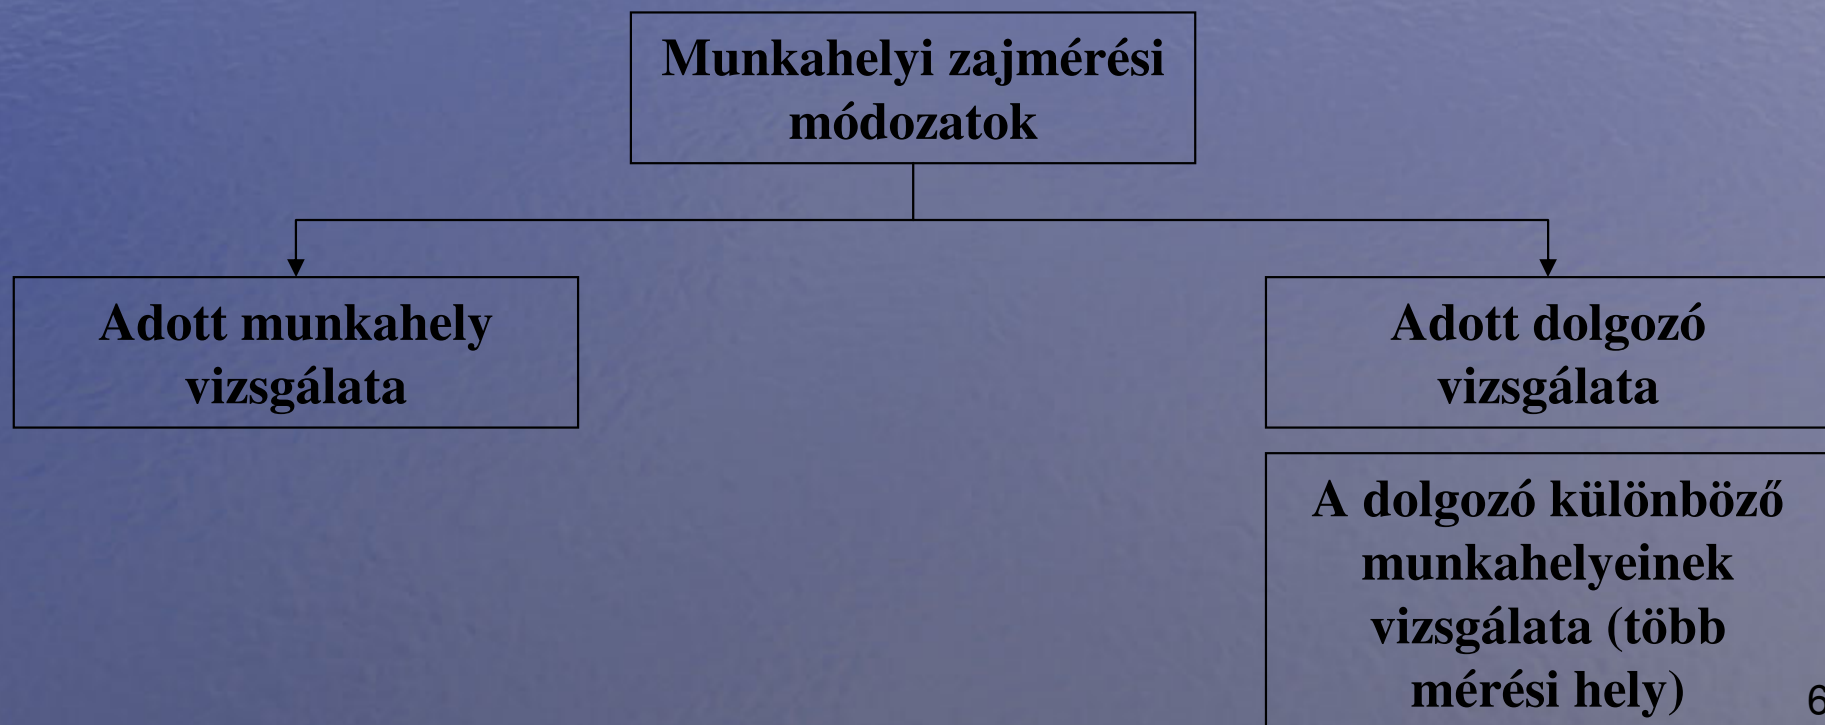 Munkahelyi zajmérési
módozatok
Adott munkahely
vizsgálata
Adott dolgozó
vizsgálata
A dolgozó különböző
munkahelyeinek
vizsgálata (több
mérési hely)
6